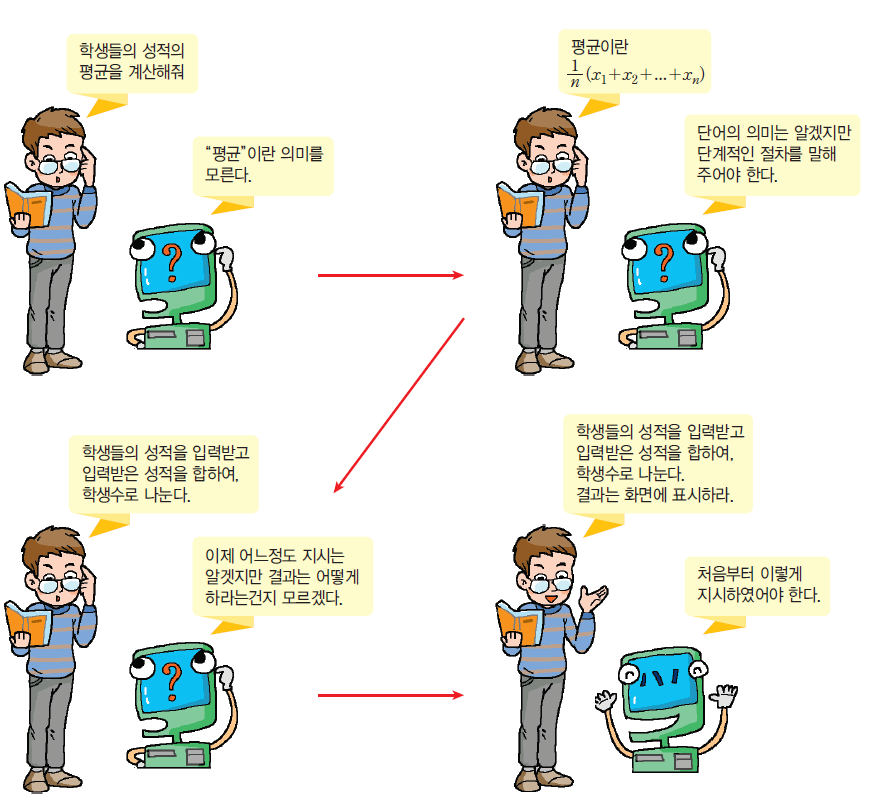 학생들의 성적의
평균을 계산해줘
"평균"이란 의미를
모른다.
?
평균이란
1/n (x₁+x₂+...+xₙ)
단어의 의미는 알겠지만
단계적인 절차를 말해
주어야 한다.
?
학생들의 성적을 입력받고
입력받은 성적을 합하여,
학생수로 나눈다.
이제 어느정도 지시는
알겟지만 결과는 어떻게
하라는건지 모르겠다.
?
학생들의 성적을 입력받고
입력받은 성적을 합하여,
학생수로 나눈다.
결과는 화면에 표시하라.
처음부터 이렇게
지시하였어야 한다.